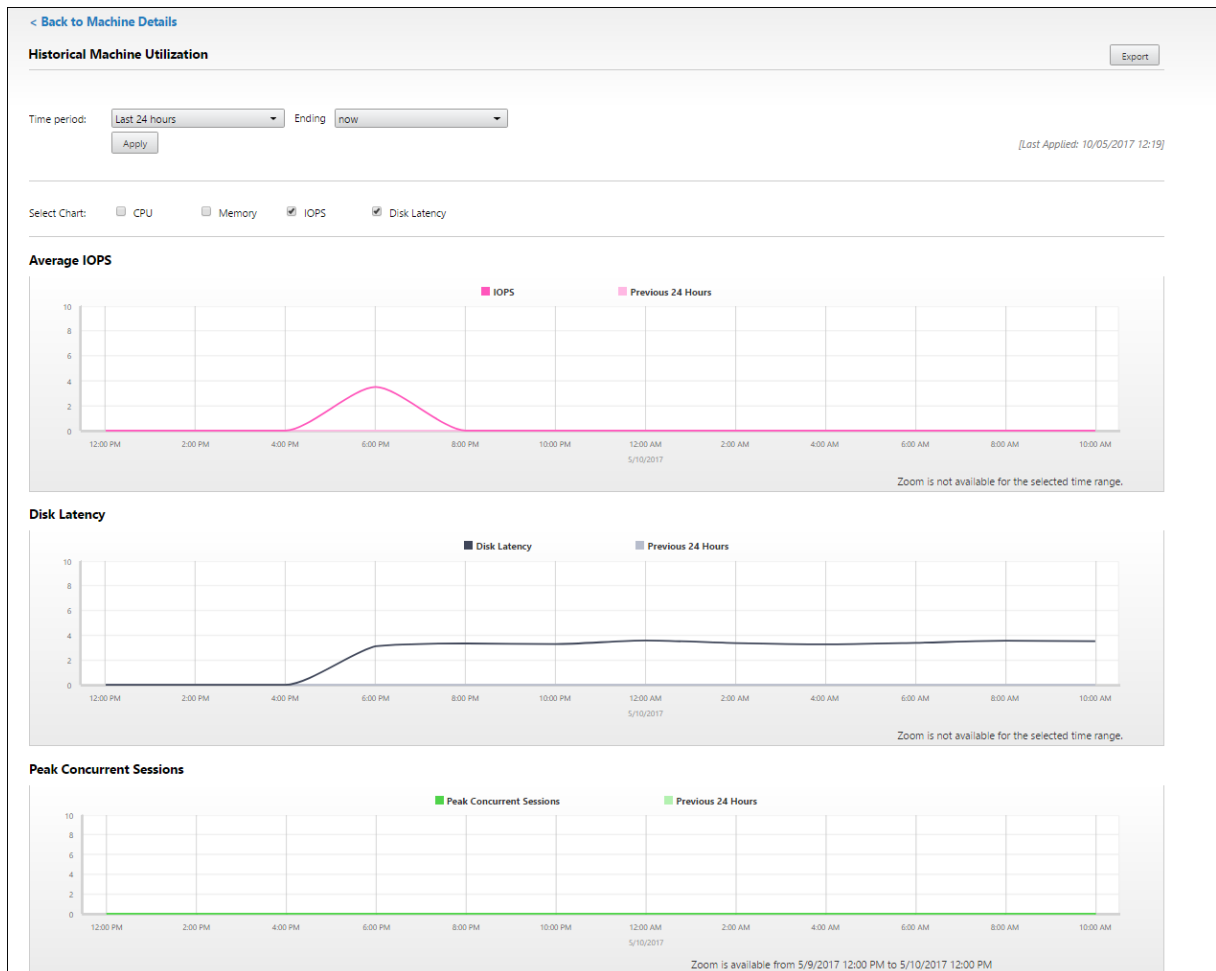 < Back to Machine Details
Historical Machine Utilization
Export
Time period: Last 24 hours Ending now
Apply
[Last Applied: 10/05/2017 12:19]
Select Chart: CPU Memory IOPS Disk Latency
Average IOPS
IOPS Previous 24 Hours
10
8
6
4
2
0
12:00 PM 2:00 PM 4:00 PM 6:00 PM 8:00 PM 10:00 PM 12:00 AM 2:00 AM 4:00 AM 6:00 AM 8:00 AM 10:00 AM
5/10/2017
Zoom is not available for the selected time range.
Disk Latency
Disk Latency Previous 24 Hours
10
8
6
4
2
0
12:00 PM 2:00 PM 4:00 PM 6:00 PM 8:00 PM 10:00 PM 12:00 AM 2:00 AM 4:00 AM 6:00 AM 8:00 AM 10:00 AM
5/10/2017
Zoom is not available for the selected time range.
Peak Concurrent Sessions
Peak Concurrent Sessions Previous 24 Hours
10
8
6
4
2
0
12:00 PM 2:00 PM 4:00 PM 6:00 PM 8:00 PM 10:00 PM 12:00 AM 2:00 AM 4:00 AM 6:00 AM 8:00 AM 10:00 AM
5/10/2017
Zoom is available from 5/9/2017 12:00 PM to 5/10/2017 12:00 PM